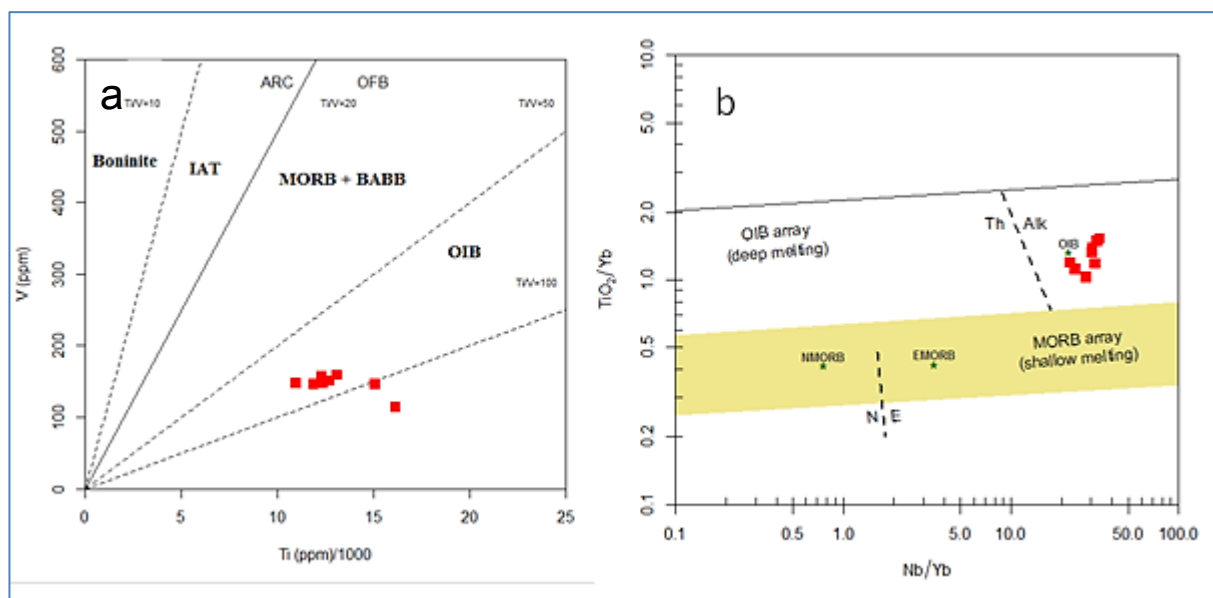 a
600
500
400
300
200
100
0
V (ppm)
ARC
OFB
Ti/V=10
Ti/V=20
Ti/V=50
Boninite
IAT
MORB + BABB
OIB
Ti/V=100
0
5
10
15
20
25
Ti (ppm)/1000
b
10.0
5.0
2.0
1.0
0.5
0.2
0.1
TiO2/Yb
OIB array
(deep melting)
Th
Alk
OIB
MORB array
(shallow melting)
NMORB
EMORB
N
E
0.1
0.5
1.0
5.0
10.0
50.0
100.0
Nb/Yb